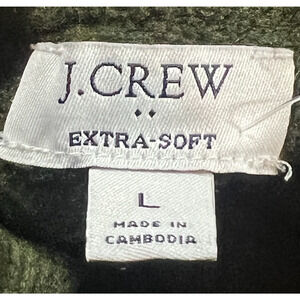 J.CREW
EXTRA-SOFT
L
MADE IN
CAMBODIA